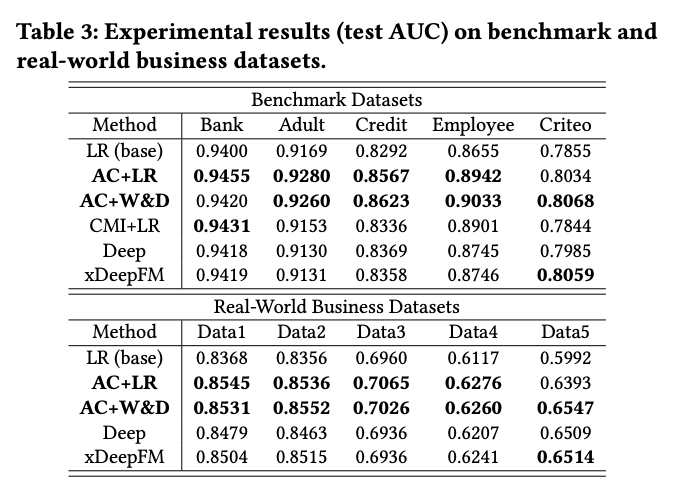 Table 3: Experimental results (test AUC) on benchmark and
real-world business datasets.
Benchmark Datasets
Method Bank Adult Credit Employee Criteo
LR (base) 0.9400 0.9169 0.8292 0.8655 0.7855
AC+LR 0.9455 0.9280 0.8567 0.8942 0.8034
AC+W&D 0.9420 0.9260 0.8623 0.9033 0.8068
CMI+LR 0.9431 0.9153 0.8336 0.8901 0.7844
Deep 0.9418 0.9130 0.8369 0.8745 0.7985
xDeepFM 0.9419 0.9131 0.8358 0.8746 0.8059
Real-World Business Datasets
Method Data1 Data2 Data3 Data4 Data5
LR (base) 0.8368 0.8356 0.6960 0.6117 0.5992
AC+LR 0.8545 0.8536 0.7065 0.6276 0.6393
AC+W&D 0.8531 0.8552 0.7026 0.6260 0.6547
Deep 0.8479 0.8463 0.6936 0.6207 0.6509
xDeepFM 0.8504 0.8515 0.6936 0.6241 0.6514